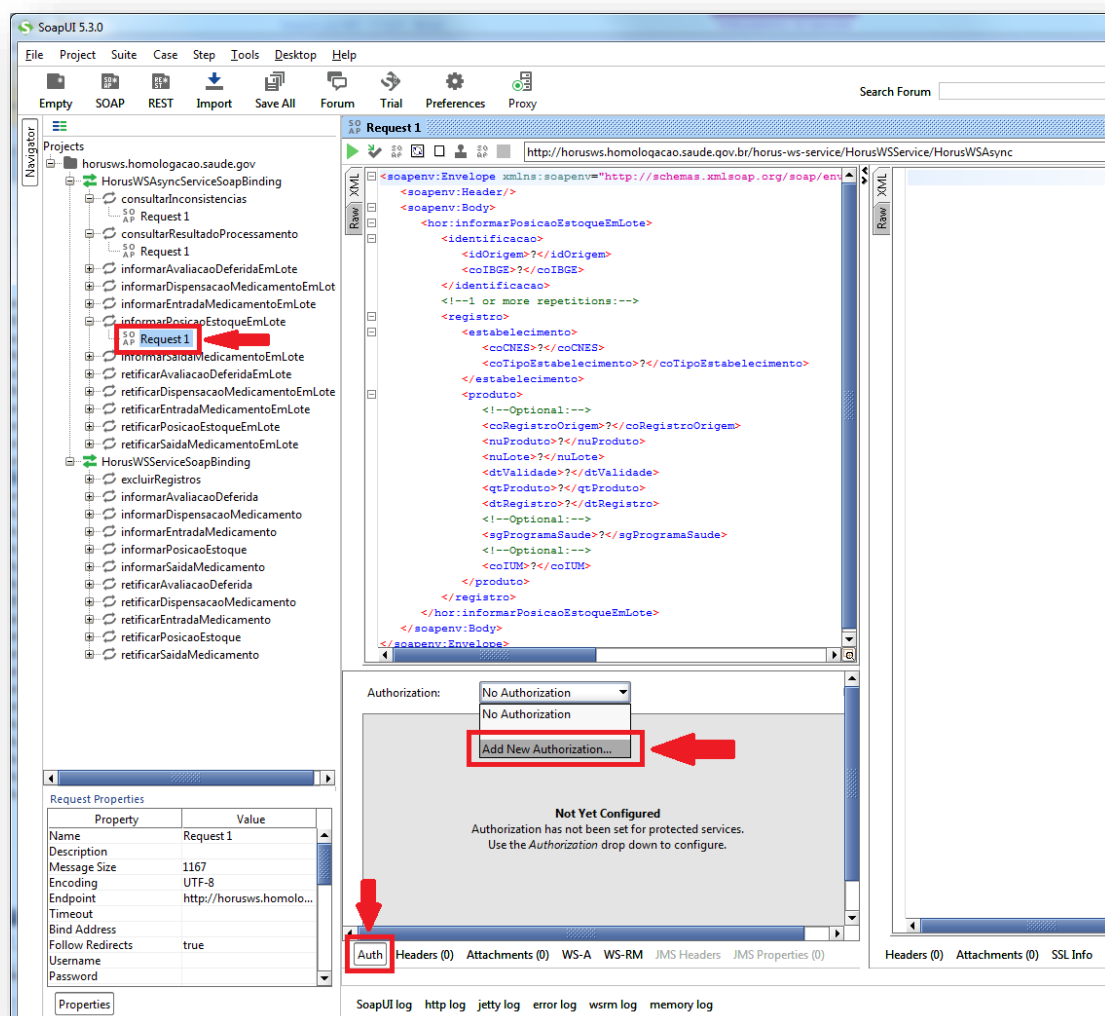 SoapUI 5.3.0
File Project Suite Case Step Tools Desktop Help
Empty SOAP REST Import Save All Forum Trial Preferences Proxy
Search Forum
Navigator
Projects
horusws.homologacao.saude.gov
HorusWSAsyncServiceSoapBinding
consultarInconsistencias
Request 1
consultarResultadoProcessamento
Request 1
informarAvaliacaoDeferidaEmLote
informarDispensacaoMedicamentoEmLot
informarEntradaMedicamentoEmLote
informarPosicaoEstoqueEmLote
Request 1
informarSaidaMedicamentoEmLote
retificarAvaliacaoDeferidaEmLote
retificarDispensacaoMedicamentoEmLote
retificarEntradaMedicamentoEmLote
retificarPosicaoEstoqueEmLote
retificarSaidaMedicamentoEmLote
HorusWSServiceSoapBinding
excluirRegistros
informarAvaliacaoDeferida
informarDispensacaoMedicamento
informarEntradaMedicamento
informarPosicaoEstoque
informarSaidaMedicamento
retificarAvaliacaoDeferida
retificarDispensacaoMedicamento
retificarEntradaMedicamento
retificarPosicaoEstoque
retificarSaidaMedicamento
Request Properties
Property Value
Name Request 1
Description
Message Size 1167
Encoding UTF-8
Endpoint http://horusws.homolo...
Timeout
Bind Address
Follow Redirects true
Username
Password
Properties
SOAP Request 1
http://horusws.homologacao.saude.gov.br/horus-ws-service/HorusWSService/HorusWSAsync
XML
Raw
<soapenv:Envelope xmlns:soapenv="http://schemas.xmlsoap.org/soap/env
<soapenv:Header/>
<soapenv:Body>
<hor:informarPosicaoEstoqueEmLote>
<identificacao>
<idOrigem>?</idOrigem>
<coIBGE>?</coIBGE>
</identificacao>
<!--1 or more repetitions:-->
<registro>
<estabelecimento>
<coCNES>?</coCNES>
<coTipoEstabelecimento>?</coTipoEstabelecimento>
</estabelecimento>
<produto>
<!--Optional:-->
<coRegistroOrigem>?</coRegistroOrigem>
<nuProduto>?</nuProduto>
<nuLote>?</nuLote>
<dtValidade>?</dtValidade>
<qtProduto>?</qtProduto>
<dtRegistro>?</dtRegistro>
<!--Optional:-->
<sgProgramaSaude>?</sgProgramaSaude>
<!--Optional:-->
<coIUM>?</coIUM>
</produto>
</registro>
</hor:informarPosicaoEstoqueEmLote>
</soapenv:Body>
</soapenv:Envelope>
XML
Raw
Authorization: No Authorization
No Authorization
Add New Authorization...
Not Yet Configured
Authorization has not been set for protected services.
Use the Authorization drop down to configure.
Auth Headers (0) Attachments (0) WS-A WS-RM JMS Headers JMS Properties (0)
Headers (0) Attachments (0) SSL Info
SoapUI log http log jetty log error log wsrm log memory log